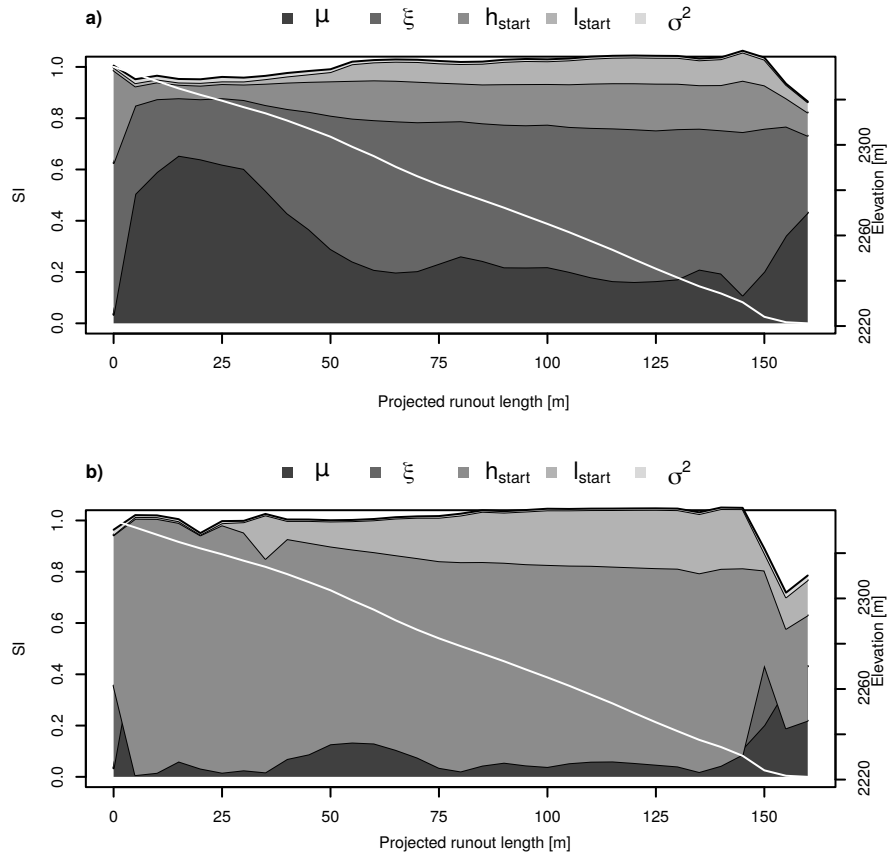 a) μ ξ h_start l_start σ²
1.0
0.8
0.6
0.4
0.2
0.0
SI
2300
2260
2220
Elevation [m]
0 25 50 75 100 125 150
Projected runout length [m]
b) μ ξ h_start l_start σ²
1.0
0.8
0.6
0.4
0.2
0.0
SI
2300
2260
2220
Elevation [m]
0 25 50 75 100 125 150
Projected runout length [m]